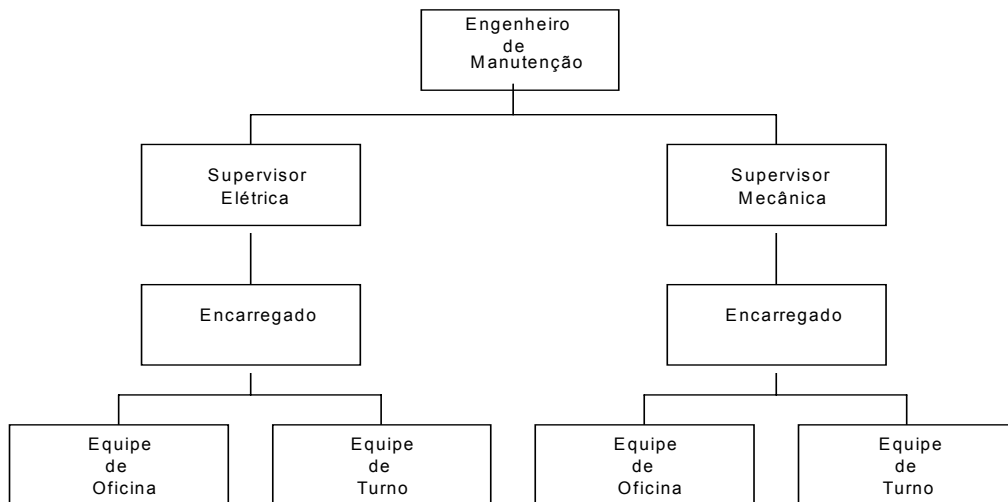 Engenheiro
de
Manutenção
Supervisor
Elétrica
Supervisor
Mecânica
Encarregado
Encarregado
Equipe
de
Oficina
Equipe
de
Turno
Equipe
de
Oficina
Equipe
de
Turno